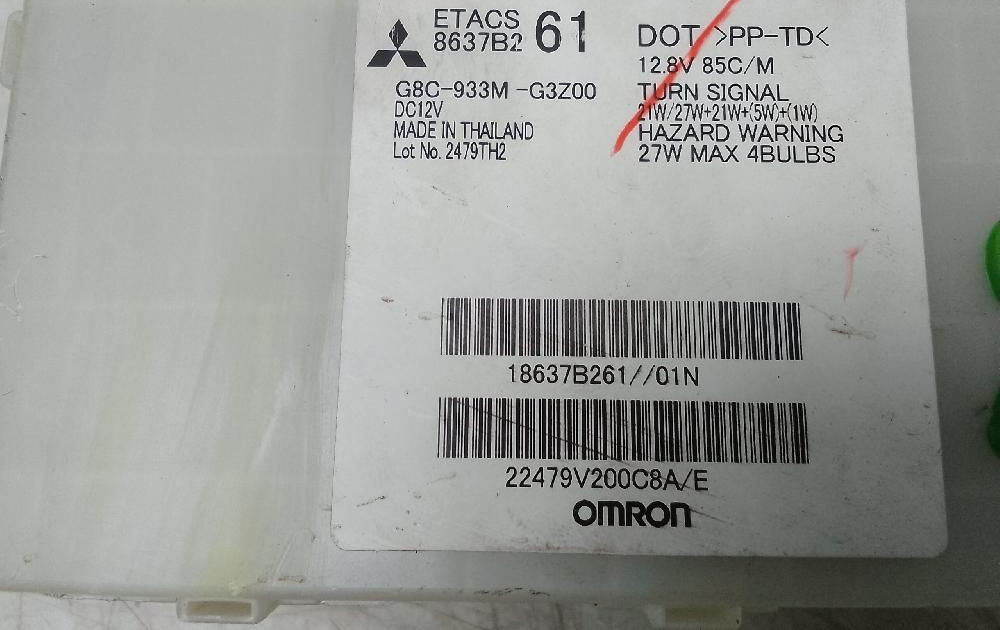 ETACS
8637B2 61
G8C-933M -G3Z00
DC12V
MADE IN THAILAND
Lot No. 2479TH2
DOT >PP-TD<
12.8V 85C/M
TURN SIGNAL
21W/27W+21W+(5W)+(1W)
HAZARD WARNING
27W MAX 4BULBS
18637B261//01N
22479V200C8A/E
OMRON